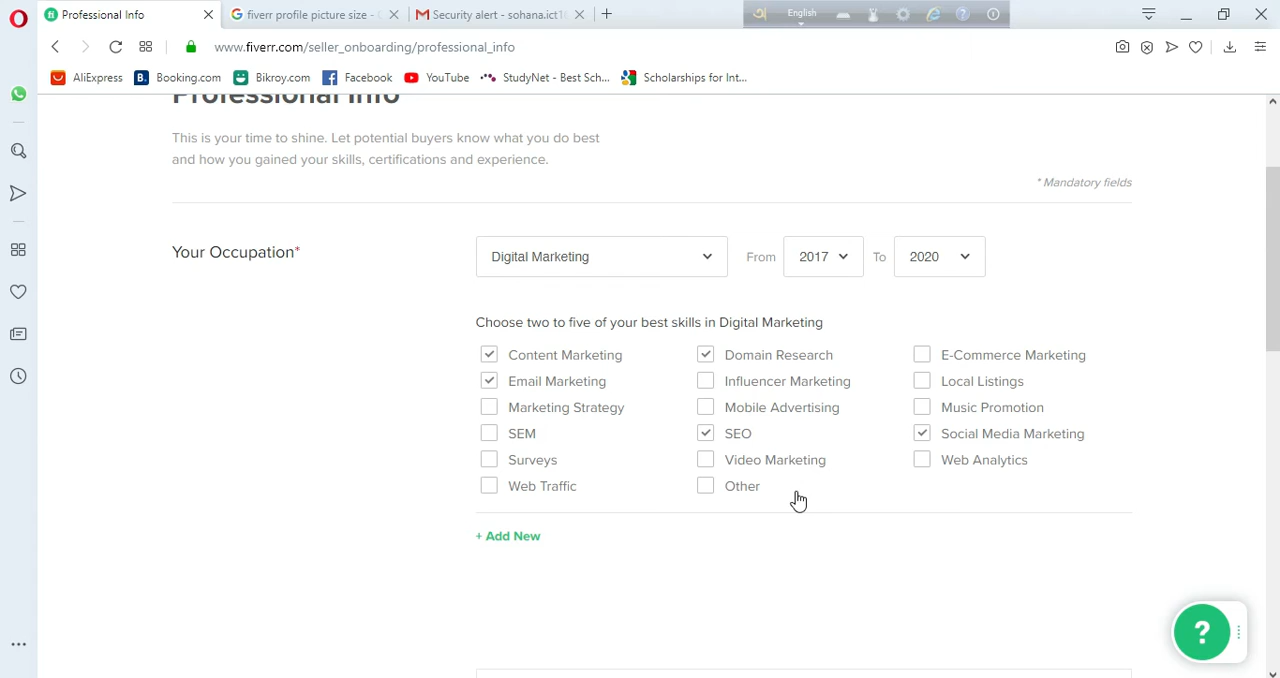 Professional Info
fiverr profile picture size -
Security alert - sohana.ict1
English
www.fiverr.com/seller_onboarding/professional_info
AliExpress
Booking.com
Bikroy.com
Facebook
YouTube
StudyNet - Best Sch...
Scholarships for Int...
Professional Info
This is your time to shine. Let potential buyers know what you do best
and how you gained your skills, certifications and experience.
* Mandatory fields
Your Occupation*
Digital Marketing
From
2017
To
2020
Choose two to five of your best skills in Digital Marketing
Content Marketing
Domain Research
E-Commerce Marketing
Email Marketing
Influencer Marketing
Local Listings
Marketing Strategy
Mobile Advertising
Music Promotion
SEM
SEO
Social Media Marketing
Surveys
Video Marketing
Web Analytics
Web Traffic
Other
+ Add New
?